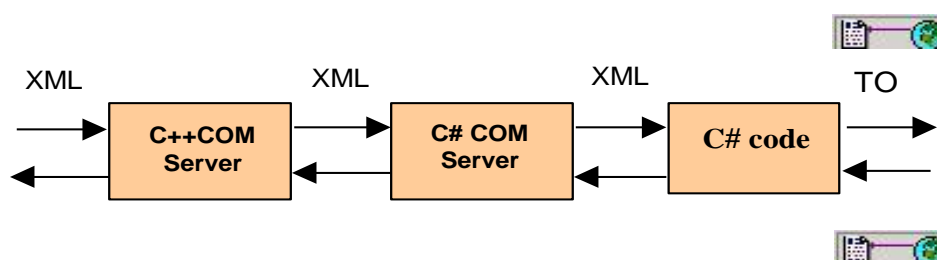 XML
XML
XML
TO
C++COM
Server
C# COM
Server
C# code